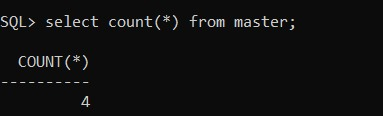 SQL> select count(*) from master;
COUNT(*)
----------
4